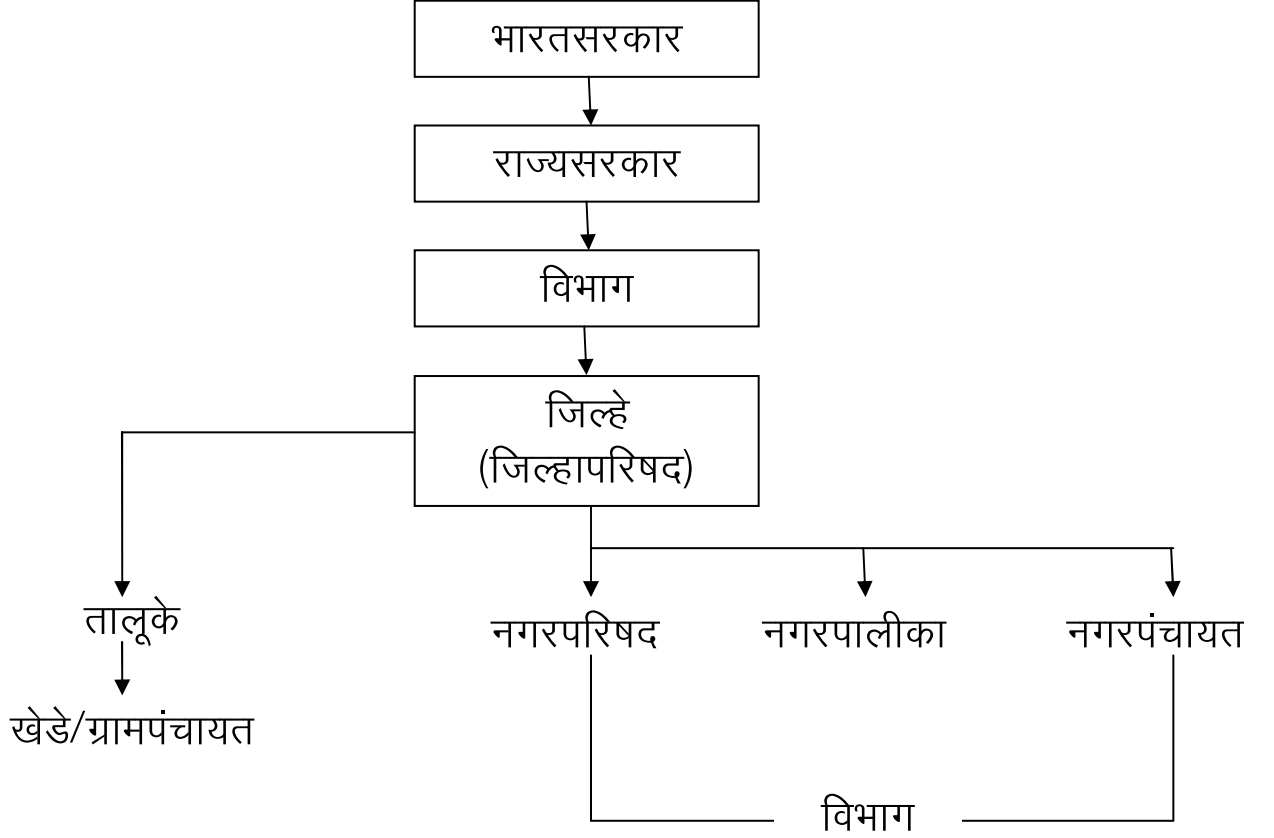 भारतसरकार
राज्यसरकार
विभाग
जिल्हे
(जिल्हापरिषद)
तालूके
नगरपरिषद
नगरपालीका
नगरपंचायत
खेडे/ग्रामपंचायत
विभाग